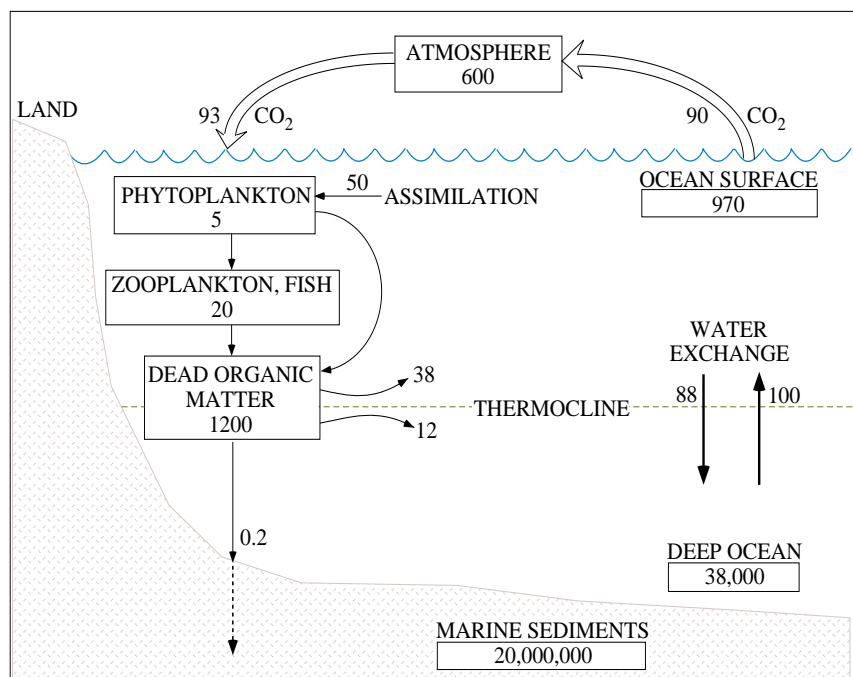 ATMOSPHERE
600
LAND
93
CO2
90
CO2
PHYTOPLANKTON
5
50
ASSIMILATION
OCEAN SURFACE
970
ZOOPLANKTON, FISH
20
WATER
EXCHANGE
DEAD ORGANIC
MATTER
1200
38
THERMOCLINE
88
100
12
0.2
DEEP OCEAN
38,000
MARINE SEDIMENTS
20,000,000